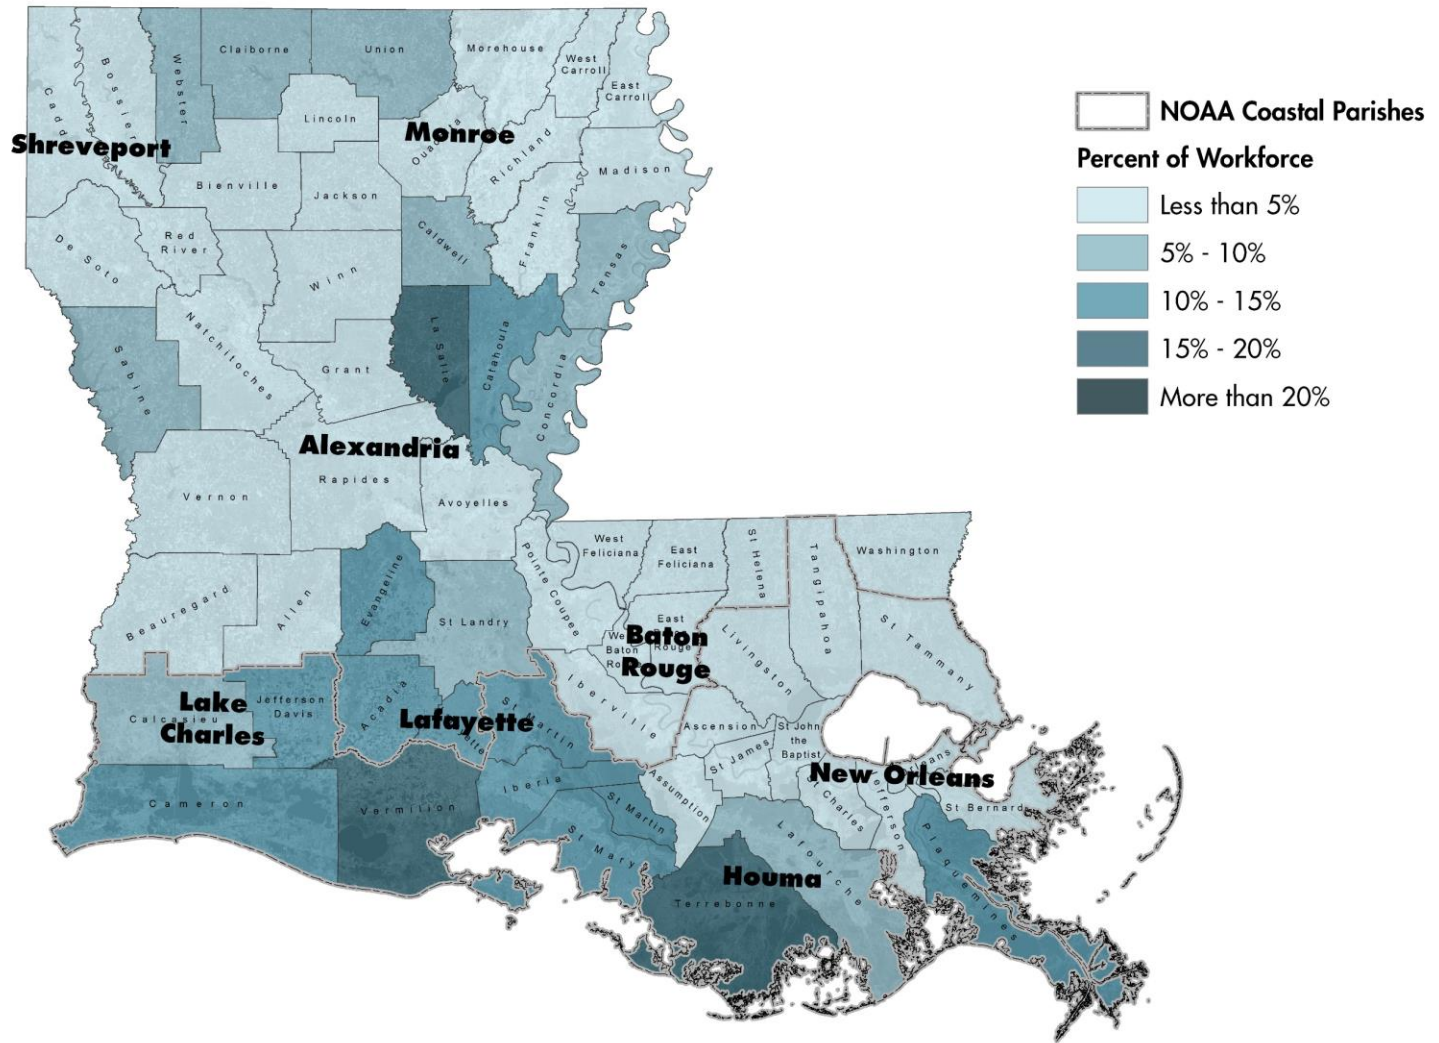 Claiborne
Union
Morehouse
West
Carroll
East
Carroll
Webster
Bossier
Lincoln
Shreveport
Monroe
Richland
Madison
Bienville
Jackson
Caldwell
Franklin
Tensas
De Soto
Red
River
Winn
Natchitoches
Sabine
Grant
La Salle
Catahoula
Concordia
Alexandria
Vernon
Rapides
Avoyelles
West
Feliciana
East
Feliciana
St Helena
Tangipahoa
Washington
Pointe Coupee
Evangeline
Beauregard
Allen
St Landry
East
Baton
Rouge
Baton
Rouge
Livingston
St Tammany
Iberville
Lake
Charles
Calcasieu
Jefferson
Davis
Acadia
Lafayette
St Martin
Ascension
St James
St John
the
Baptist
New Orleans
Cameron
Vermilion
Iberia
St Martin
St Mary
Assumption
St Charles
Jefferson
St Bernard
Plaquemines
Lafourche
Houma
Terrebonne
NOAA Coastal Parishes
Percent of Workforce
Less than 5%
5% - 10%
10% - 15%
15% - 20%
More than 20%